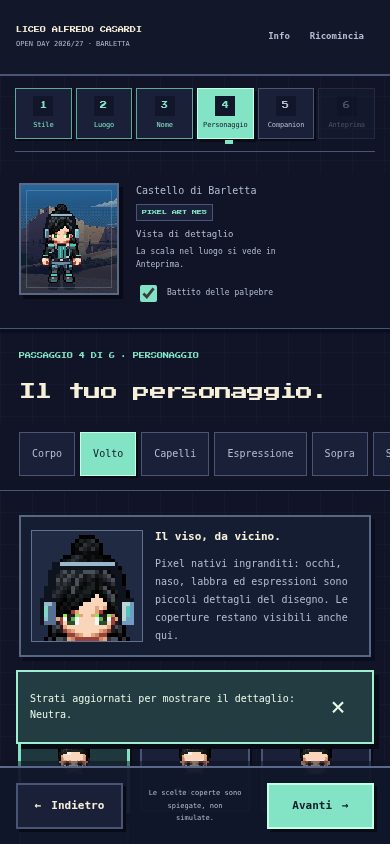 LICEO ALFREDO CASARDI
OPEN DAY 2026/27 · BARLETTA
Info
Ricomincia
1
Stile
2
Luogo
3
Nome
4
Personaggio
5
Companion
6
Anteprima
Castello di Barletta
PIXEL ART NES
Vista di dettaglio
La scala nel luogo si vede in
Anteprima.
Battito delle palpebre
PASSAGGIO 4 DI 6 · PERSONAGGIO
Il tuo personaggio.
Corpo
Volto
Capelli
Espressione
Sopra
S
Il viso, da vicino.
Pixel nativi ingranditi: occhi,
naso, labbra ed espressioni sono
piccoli dettagli del disegno. Le
coperture restano visibili anche
qui.
Strati aggiornati per mostrare il dettaglio:
Neutra.
×
← Indietro
Le scelte coperte sono
spiegate, non
simulate.
Avanti →